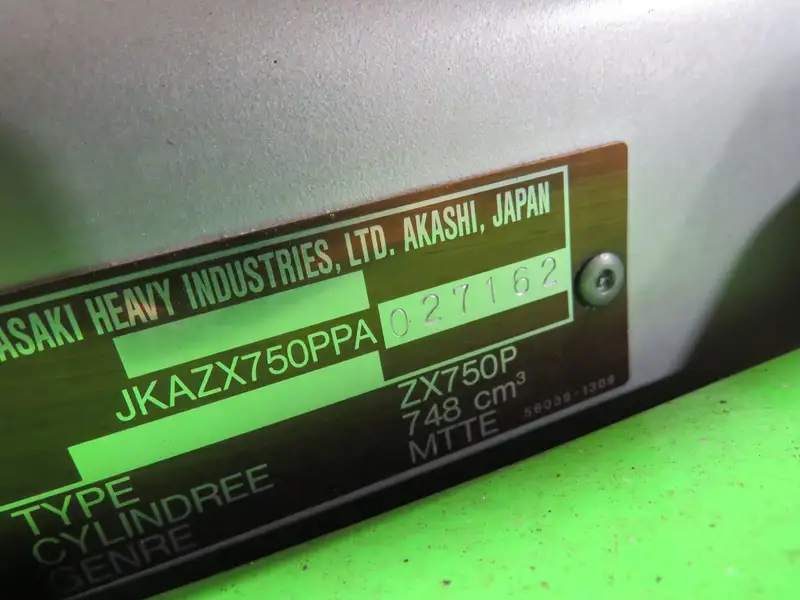 ASAKI HEAVY INDUSTRIES, LTD. AKASHI, JAPAN
JKAZX750PPA 027162
TYPE ZX750P
CYLINDREE 748 cm³
GENRE MTTE
56038-1309